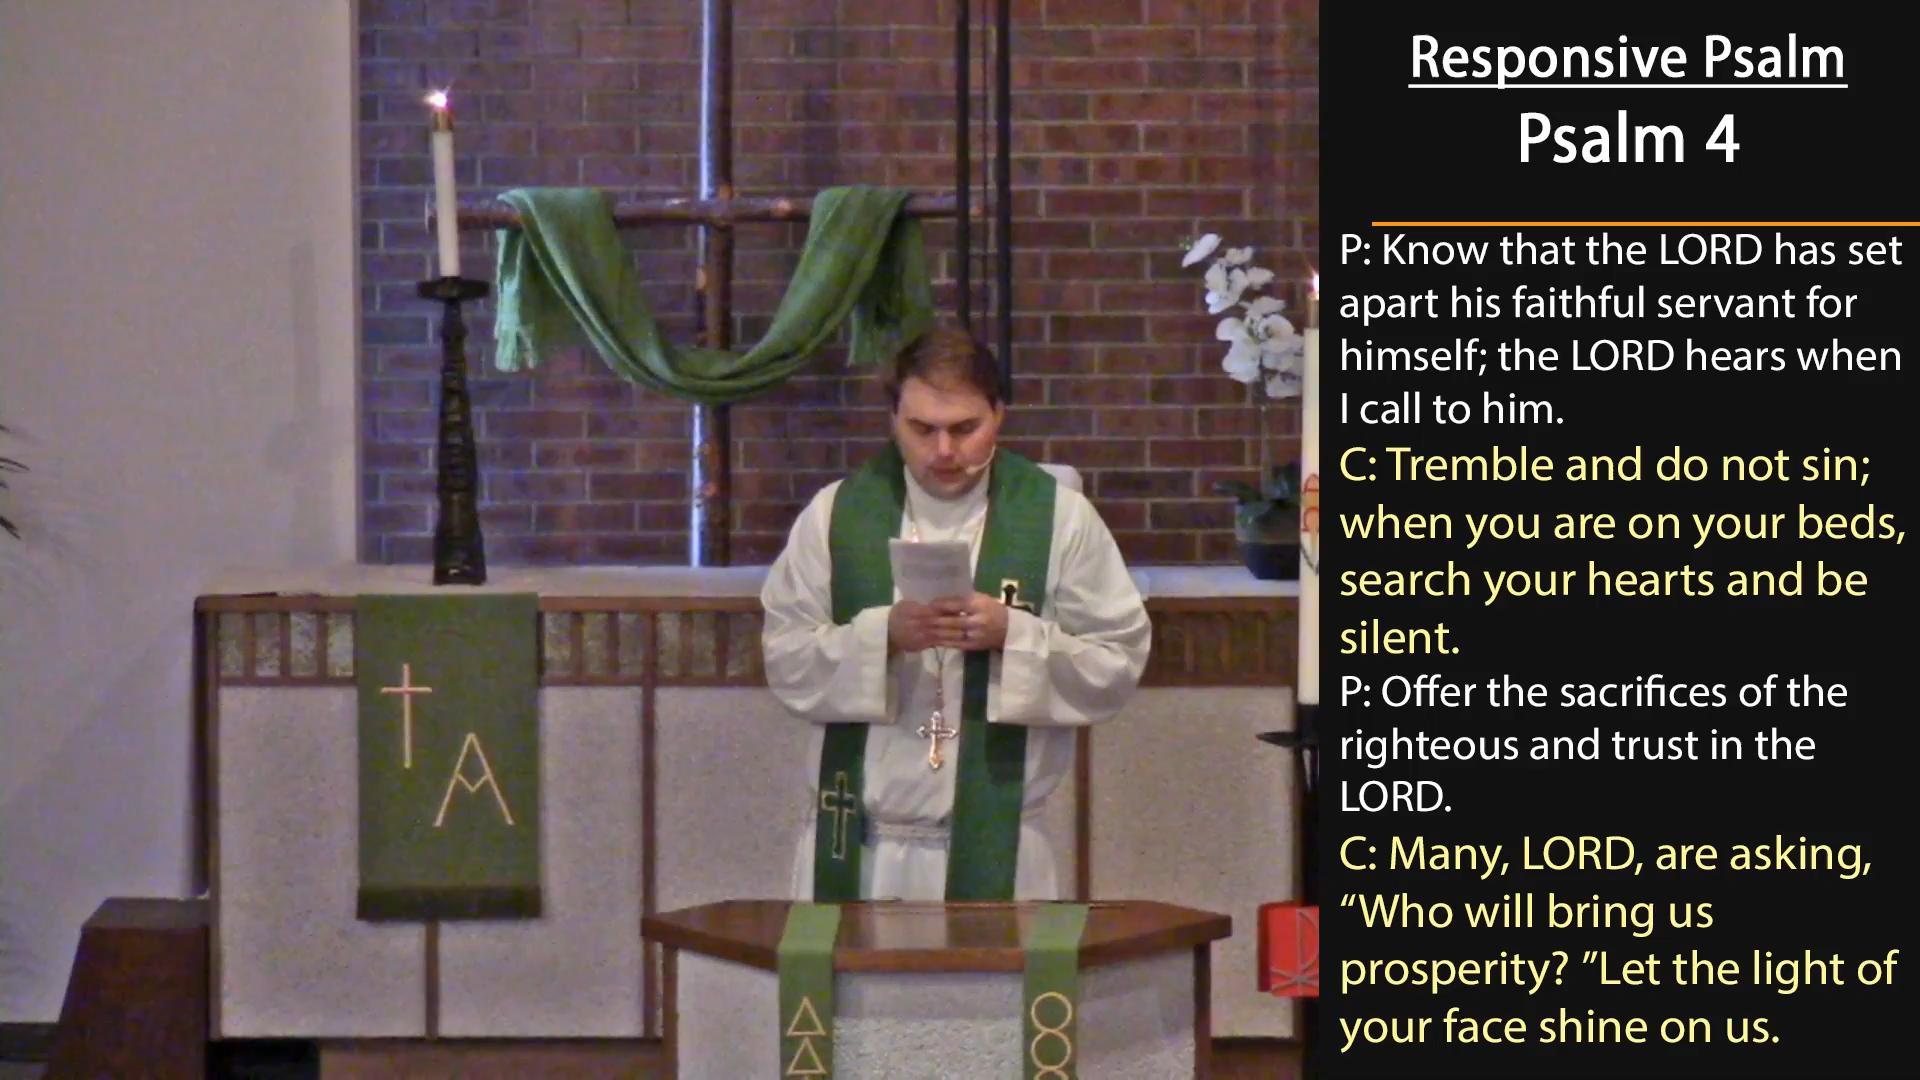 Responsive Psalm
Psalm 4
P: Know that the LORD has set
apart his faithful servant for
himself; the LORD hears when
I call to him.
C: Tremble and do not sin;
when you are on your beds,
search your hearts and be
silent.
P: Offer the sacrifices of the
righteous and trust in the
LORD.
C: Many, LORD, are asking,
“Who will bring us
prosperity? ”Let the light of
your face shine on us.
A